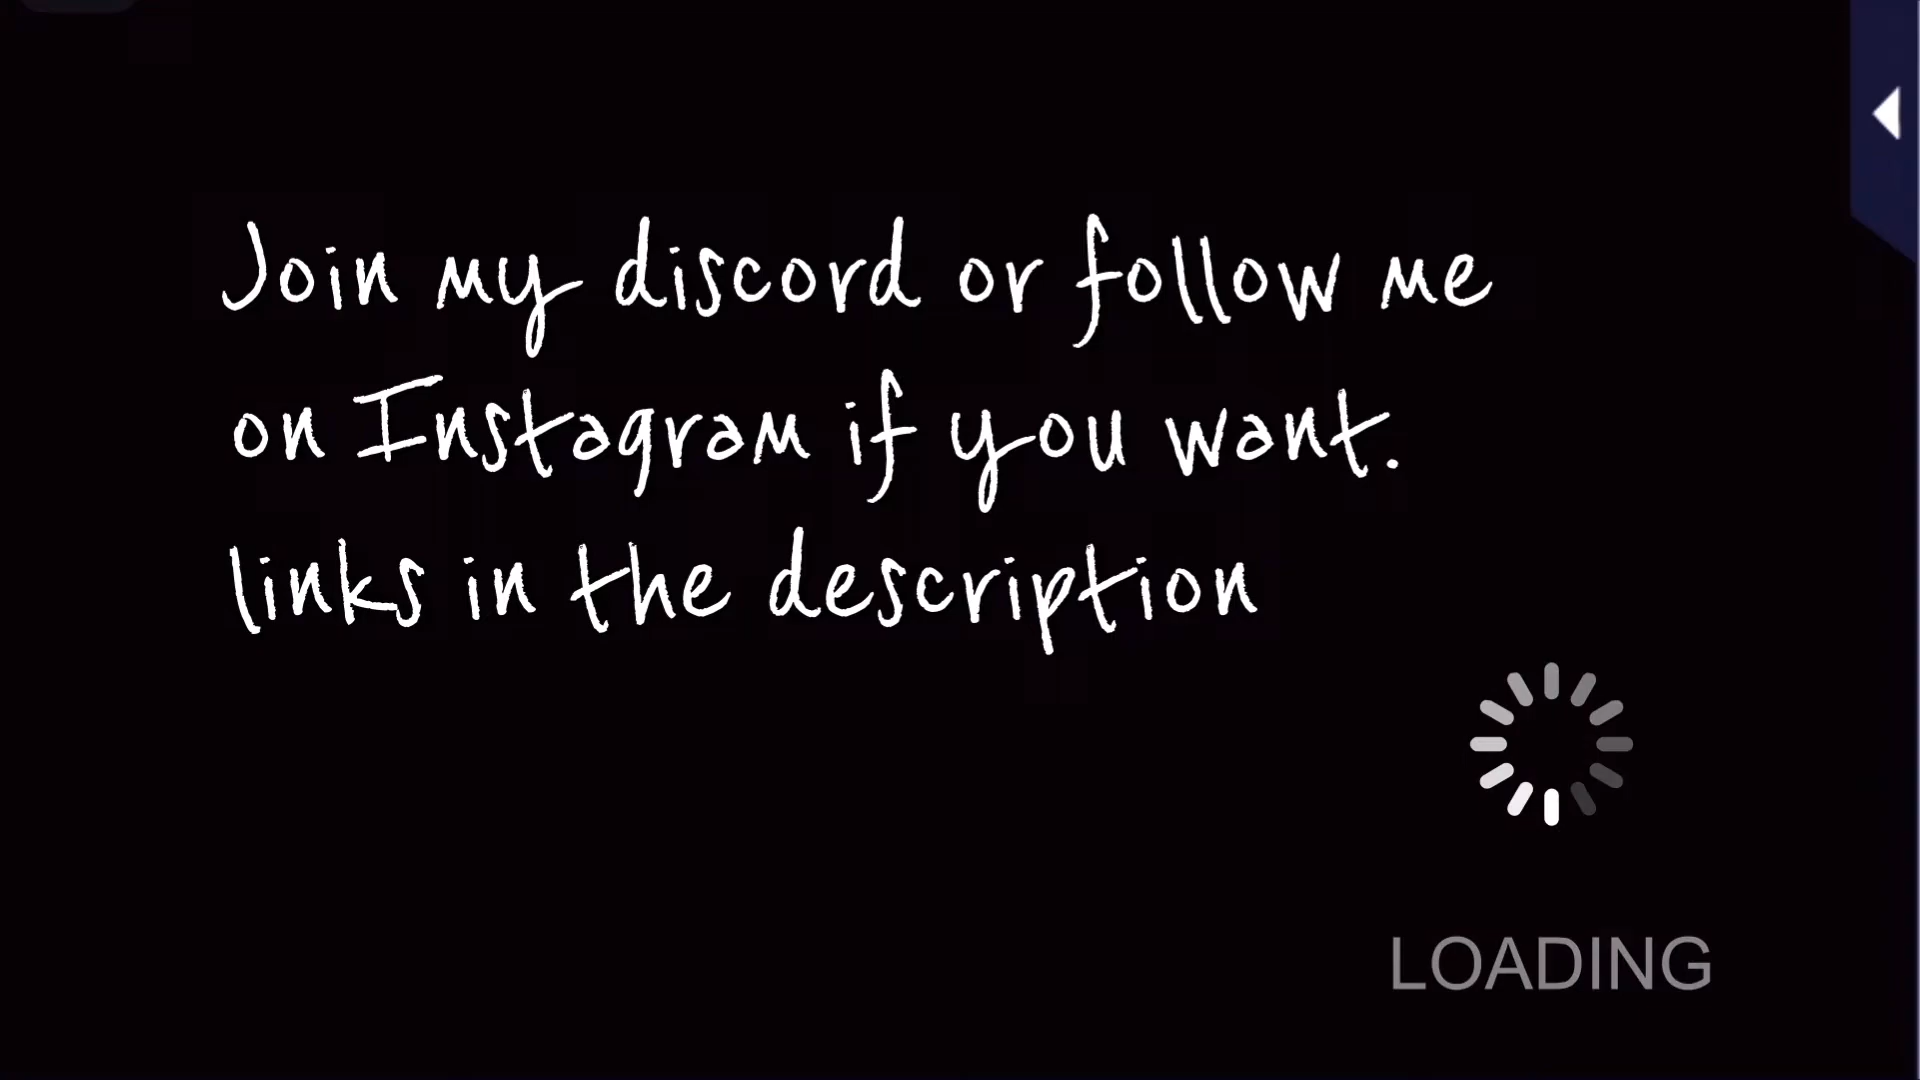 Join my discord or follow me
on Instagram if you want.
links in the description
LOADING